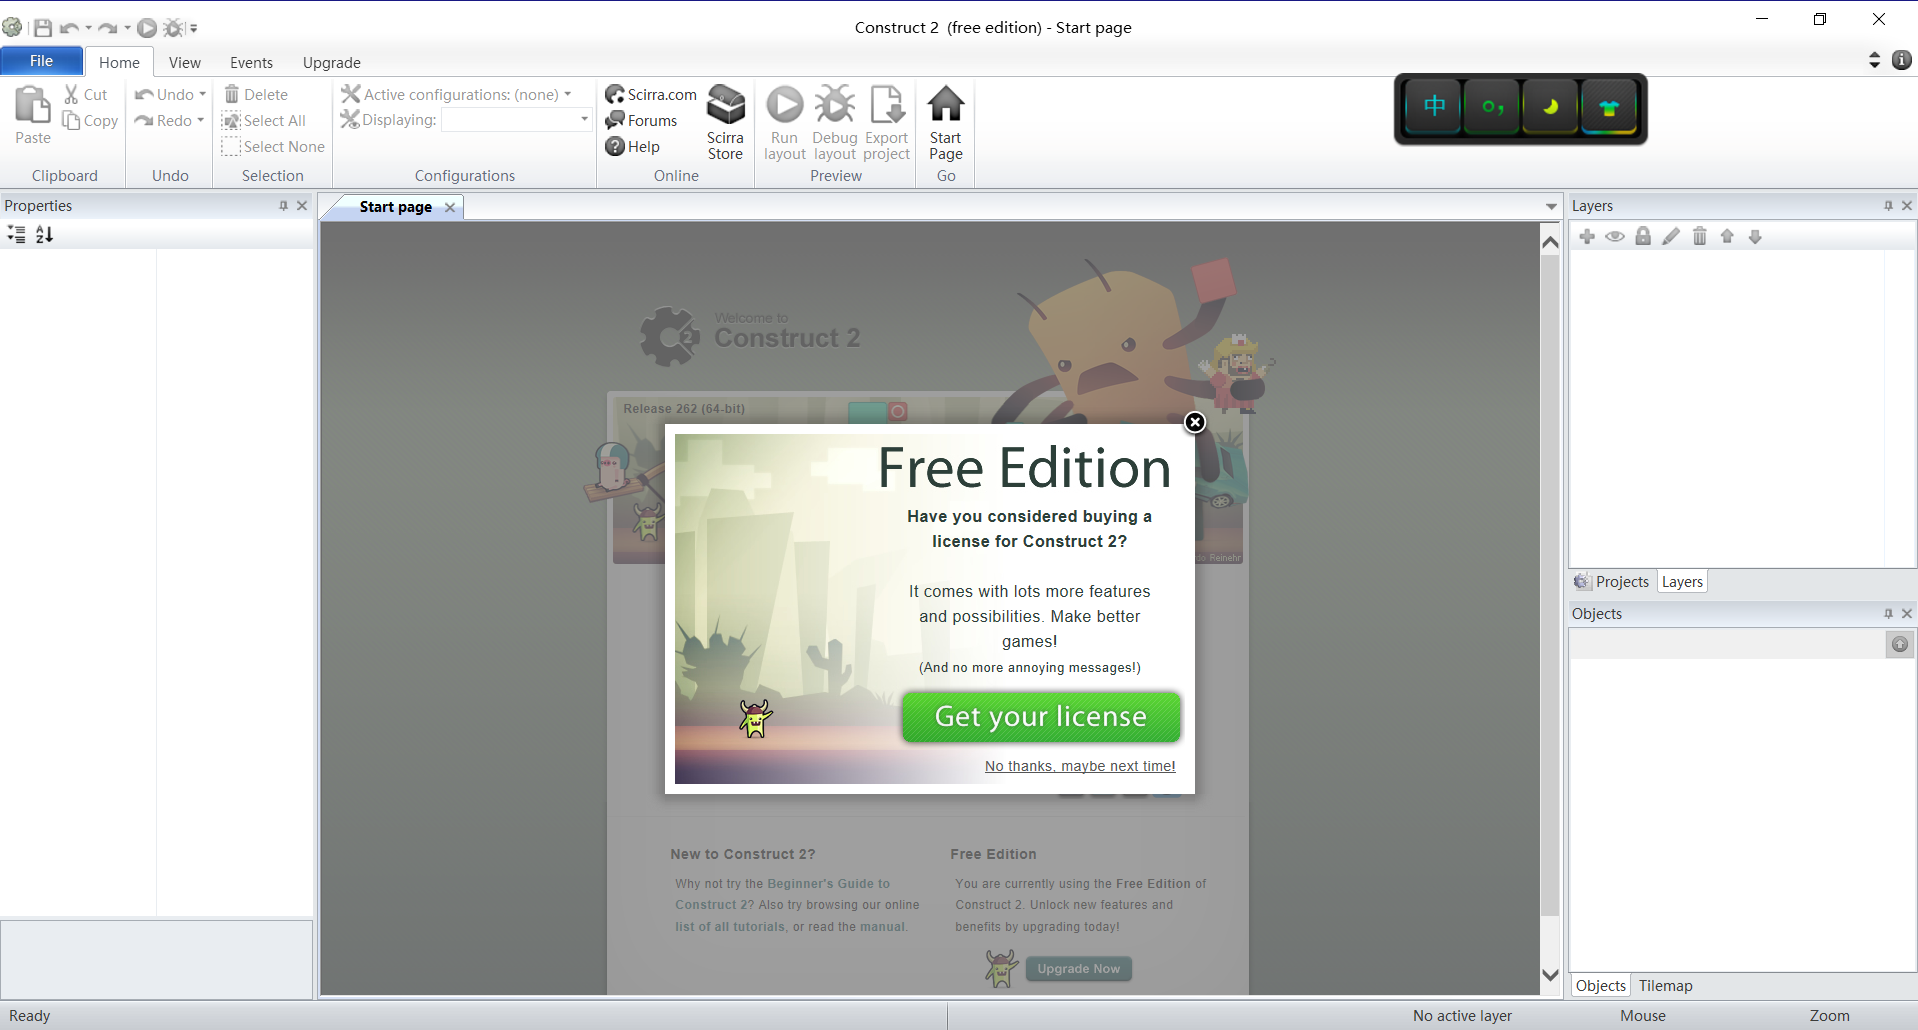 Construct 2 (free edition) - Start page
File Home View Events Upgrade
Paste
Cut
Copy
Clipboard
Undo
Redo
Undo
Delete
Select All
Select None
Selection
Active configurations: (none)
Displaying:
Configurations
Scirra.com
Forums
Help
Scirra
Store
Online
Run
layout
Debug
layout
Export
project
Preview
Start
Page
Go
中
Properties
Start page
Layers
Welcome to
Construct 2
Release 262 (64-bit)
Free Edition
Have you considered buying a
license for Construct 2?
It comes with lots more features
and possibilities. Make better
games!
(And no more annoying messages!)
Get your license
No thanks, maybe next time!
Reinehr
New to Construct 2?
Why not try the Beginner's Guide to
Construct 2? Also try browsing our online
list of all tutorials, or read the manual.
Free Edition
You are currently using the Free Edition of
Construct 2. Unlock new features and
benefits by upgrading today!
Upgrade Now
Projects Layers
Objects
Objects Tilemap
Ready
No active layer
Mouse
Zoom